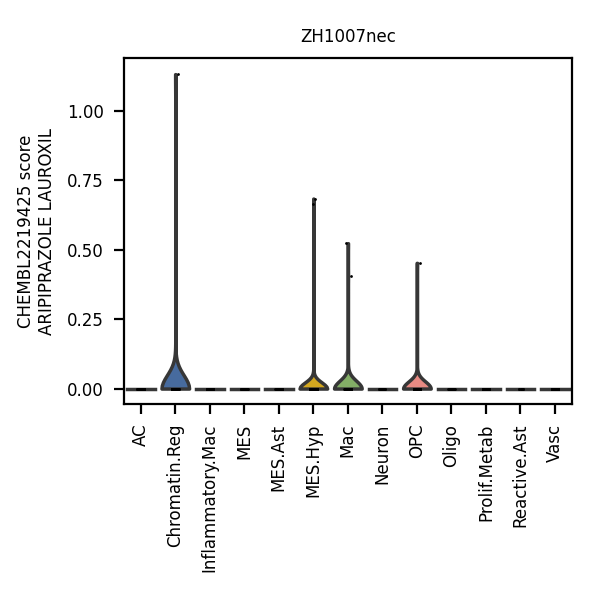 ZH1007nec
CHEMBL2219425 score
ARIPIPRAZOLE LAUROXIL
1.00
0.75
0.50
0.25
0.00
AC
Chromatin.Reg
Inflammatory.Mac
MES
MES.Ast
MES.Hyp
Mac
Neuron
OPC
Oligo
Prolif.Metab
Reactive.Ast
Vasc